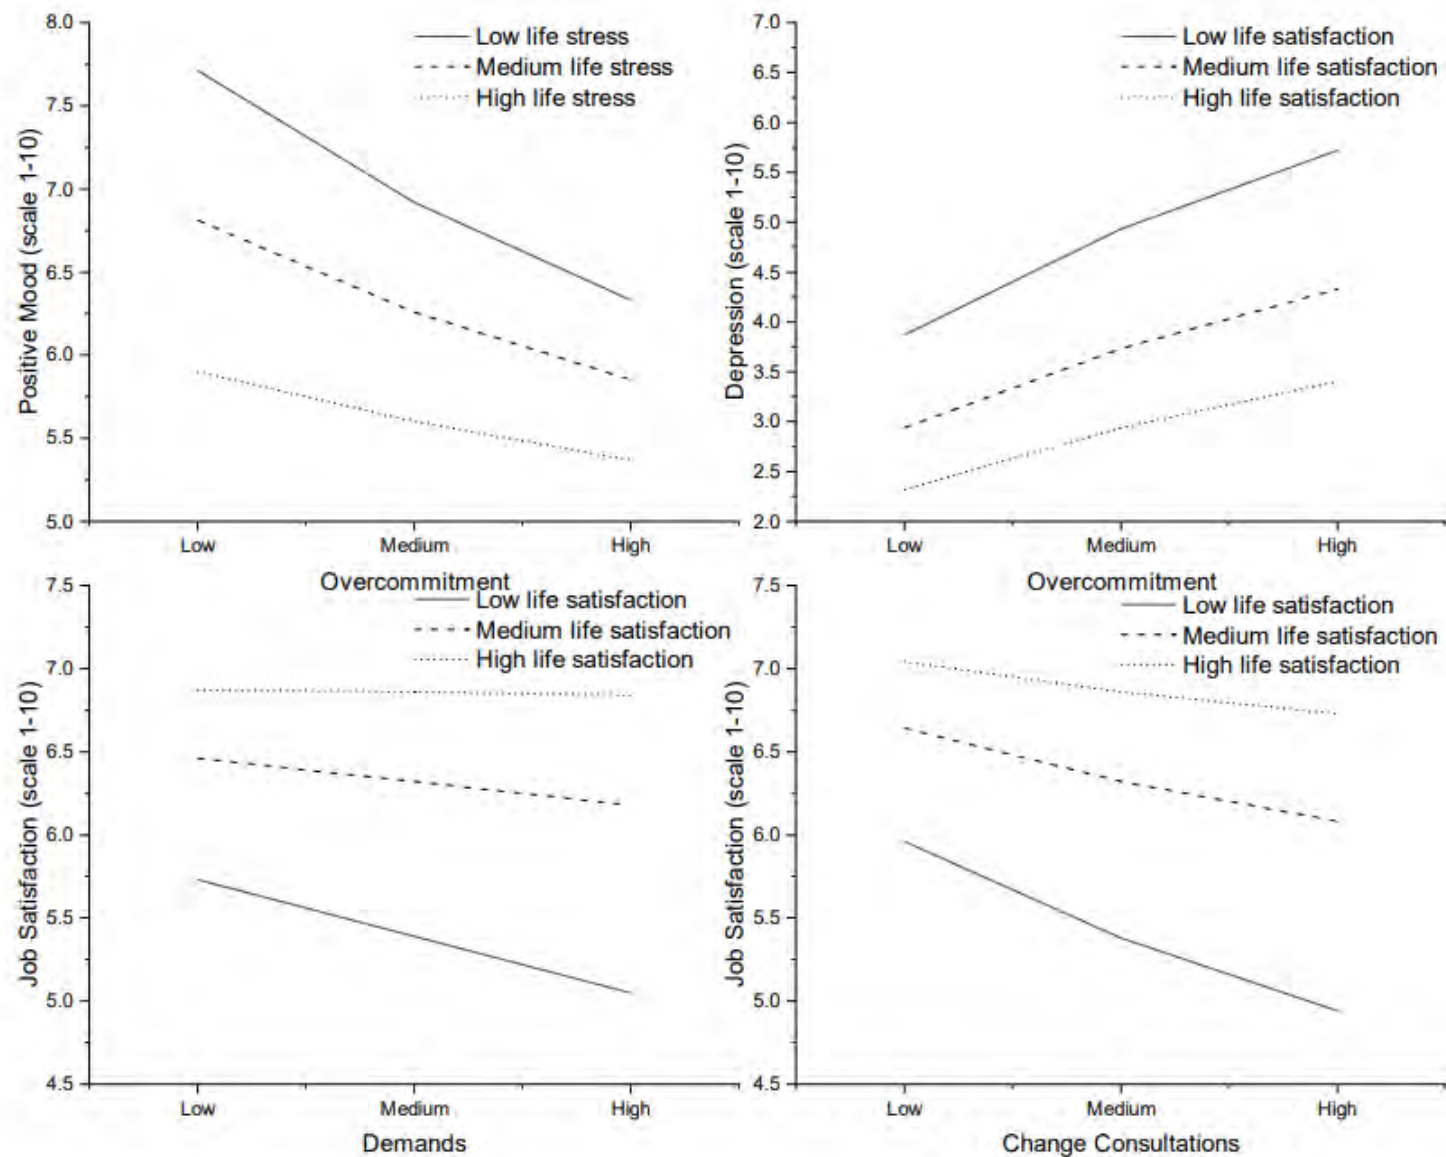 Positive Mood (scale 1-10)
8.0
7.5
7.0
6.5
6.0
5.5
5.0
Low life stress
Medium life stress
High life stress
Low
Medium
High
Overcommitment
Depression (scale 1-10)
7.0
6.5
6.0
5.5
5.0
4.5
4.0
3.5
3.0
2.5
2.0
Low life satisfaction
Medium life satisfaction
High life satisfaction
Low
Medium
High
Overcommitment
Job Satisfaction (scale 1-10)
7.5
7.0
6.5
6.0
5.5
5.0
4.5
Low life satisfaction
Medium life satisfaction
High life satisfaction
Low
Medium
High
Demands
Job Satisfaction (scale 1-10)
7.5
7.0
6.5
6.0
5.5
5.0
4.5
Low life satisfaction
Medium life satisfaction
High life satisfaction
Low
Medium
High
Change Consultations